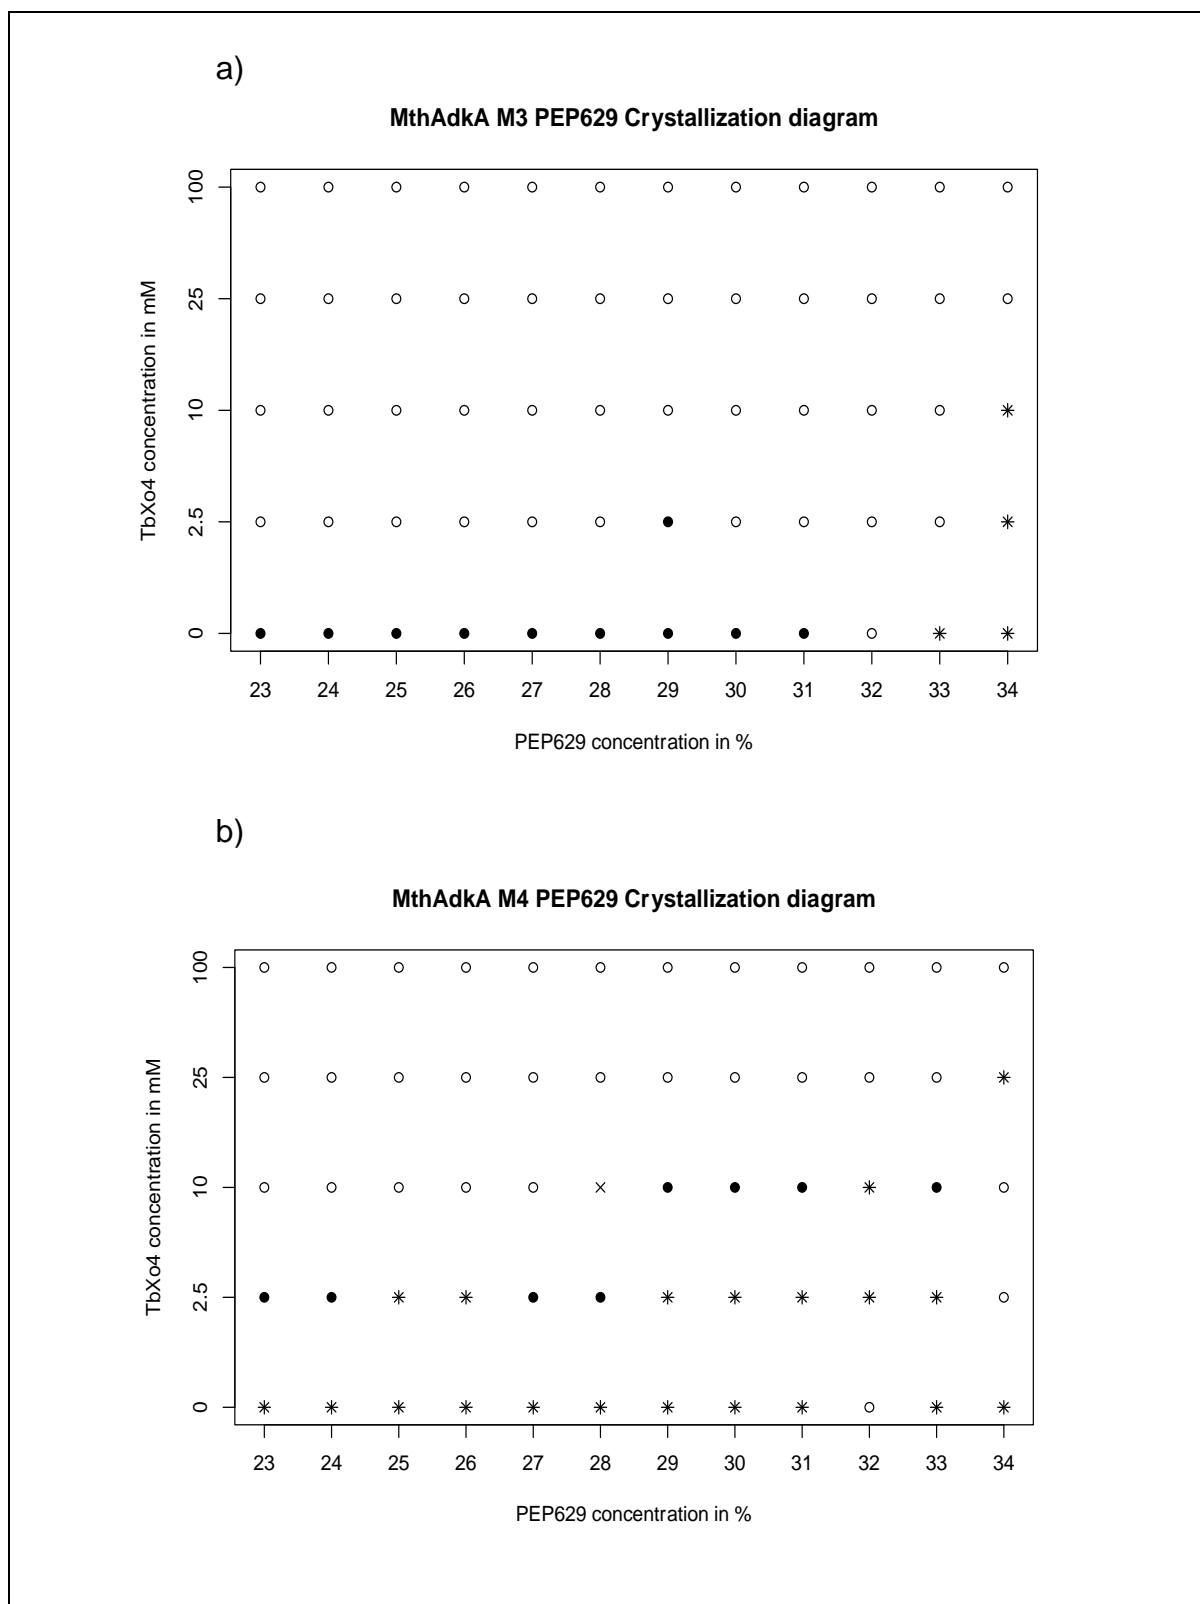 a)
MthAdkA M3 PEP629 Crystallization diagram
100
25
10
2.5
0
TbXo4 concentration in mM
23 24 25 26 27 28 29 30 31 32 33 34
PEP629 concentration in %
b)
MthAdkA M4 PEP629 Crystallization diagram
100
25
10
2.5
0
TbXo4 concentration in mM
23 24 25 26 27 28 29 30 31 32 33 34
PEP629 concentration in %